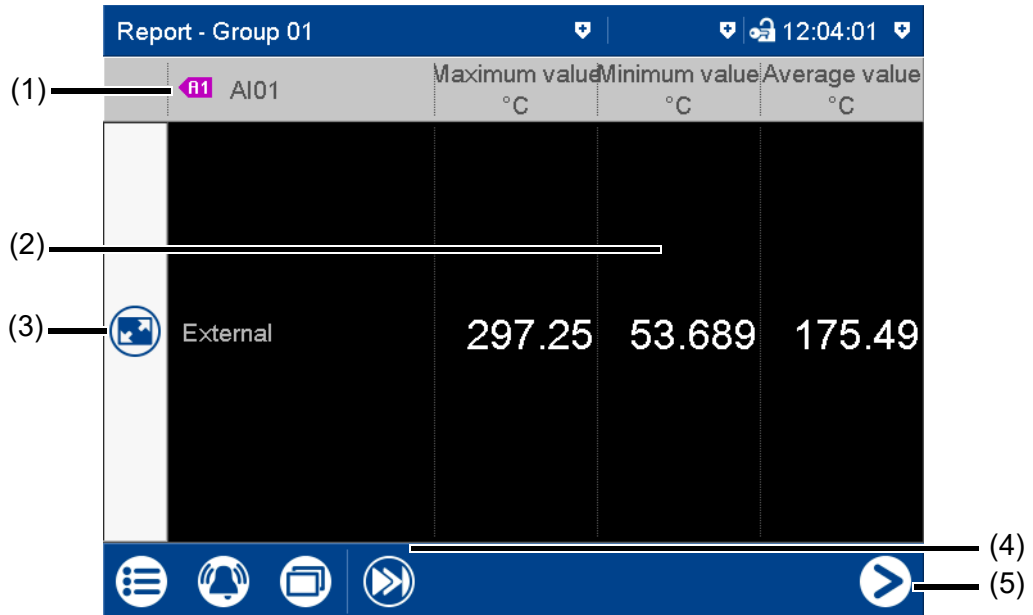 Report - Group 01 12:04:01
(1) A1 AI01 Maximum value Minimum value Average value
°C °C °C
(2)
(3) External 297.25 53.689 175.49
(4)
(5)